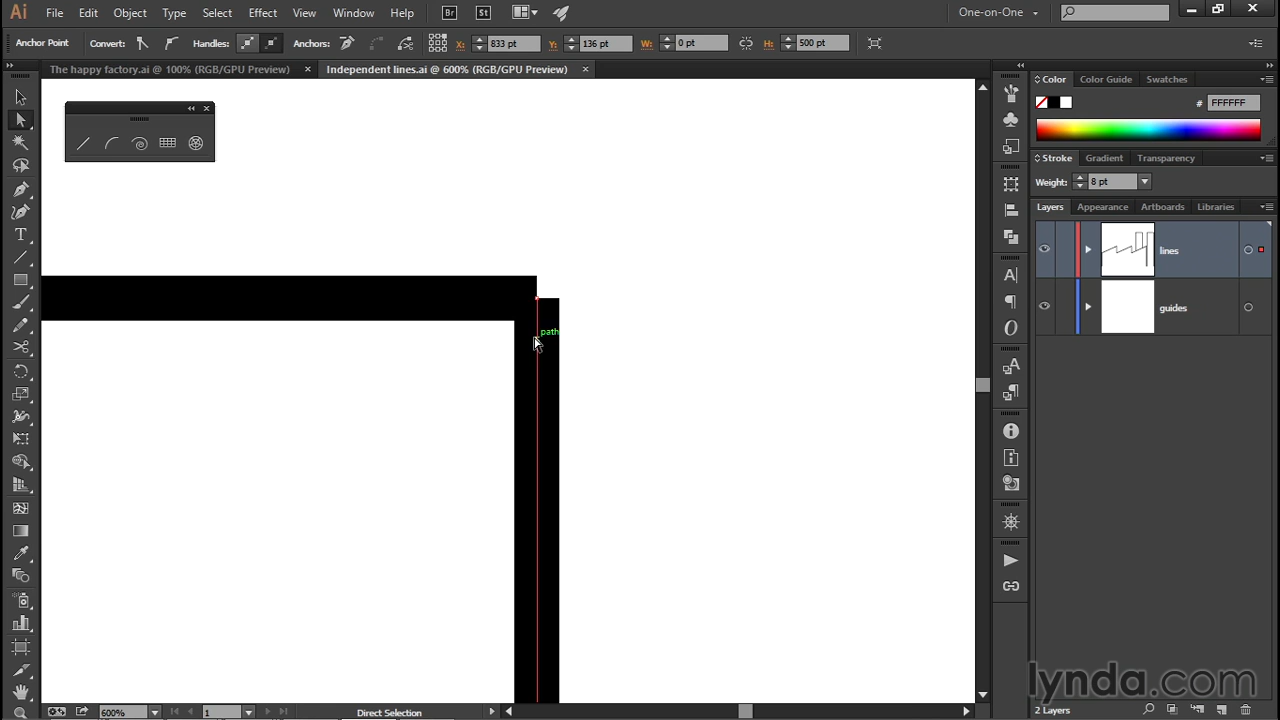 Ai File Edit Object Type Select Effect View Window Help Br St One-on-One
Anchor Point Convert: Handles: Anchors: X: 833 pt Y: 136 pt W: 0 pt H: 500 pt
The happy factory.ai @ 100% (RGB/GPU Preview) × Independent lines.ai @ 600% (RGB/GPU Preview) ×
Color Color Guide Swatches
# FFFFFF
Stroke Gradient Transparency
Weight: 8 pt
Layers Appearance Artboards Libraries
lines
guides
path
lynda.com
600% 1 Direct Selection 2 Layers